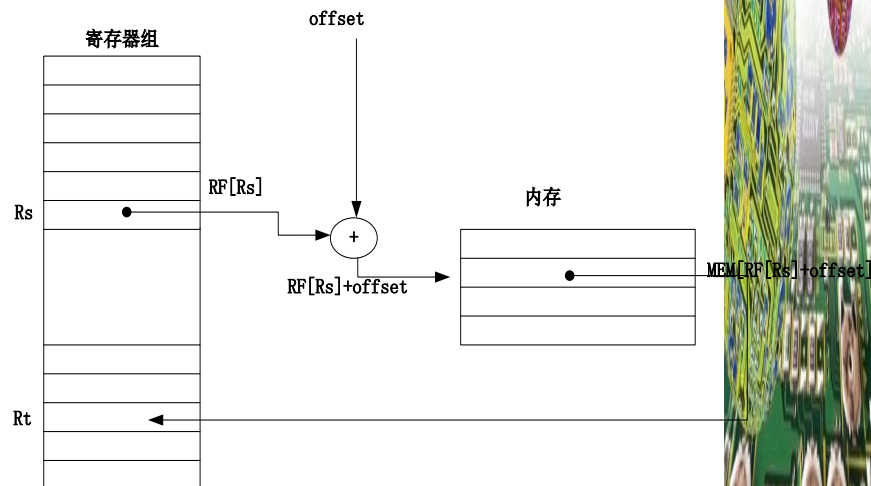 offset
寄存器组
RF[Rs]
Rs
+
内存
MEM[RF[Rs]+offset]
RF[Rs]+offset
Rt